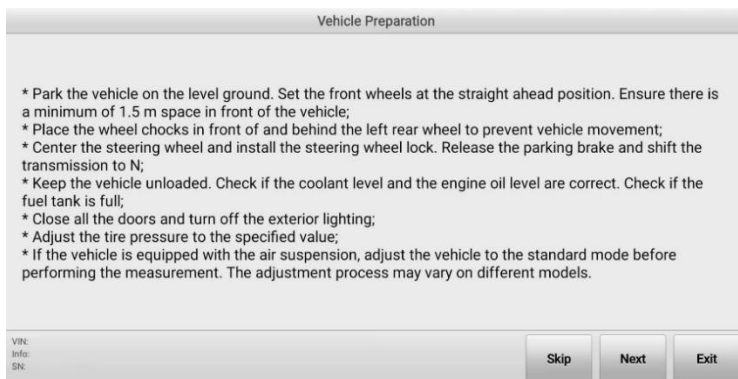 Vehicle Preparation
* Park the vehicle on the level ground. Set the front wheels at the straight ahead position. Ensure there is
a minimum of 1.5 m space in front of the vehicle;
* Place the wheel chocks in front of and behind the left rear wheel to prevent vehicle movement;
* Center the steering wheel and install the steering wheel lock. Release the parking brake and shift the
transmission to N;
* Keep the vehicle unloaded. Check if the coolant level and the engine oil level are correct. Check if the
fuel tank is full;
* Close all the doors and turn off the exterior lighting;
* Adjust the tire pressure to the specified value;
* If the vehicle is equipped with the air suspension, adjust the vehicle to the standard mode before
performing the measurement. The adjustment process may vary on different models.
VIN:
Info:
SN:
Skip Next Exit